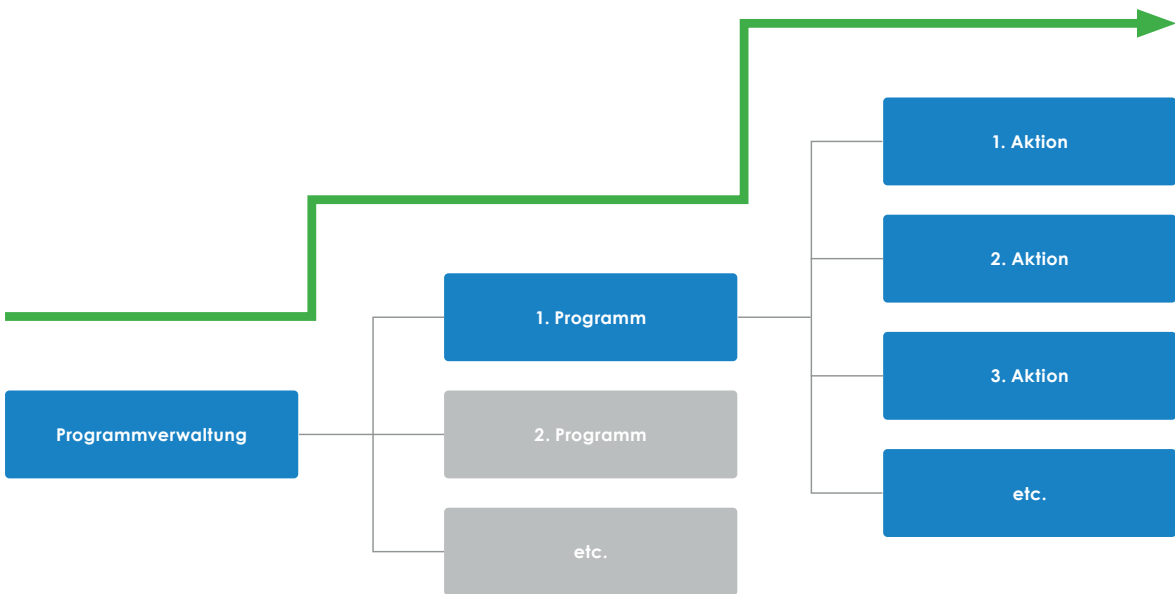 Programmverwaltung
1. Programm
2. Programm
etc.
1. Aktion
2. Aktion
3. Aktion
etc.